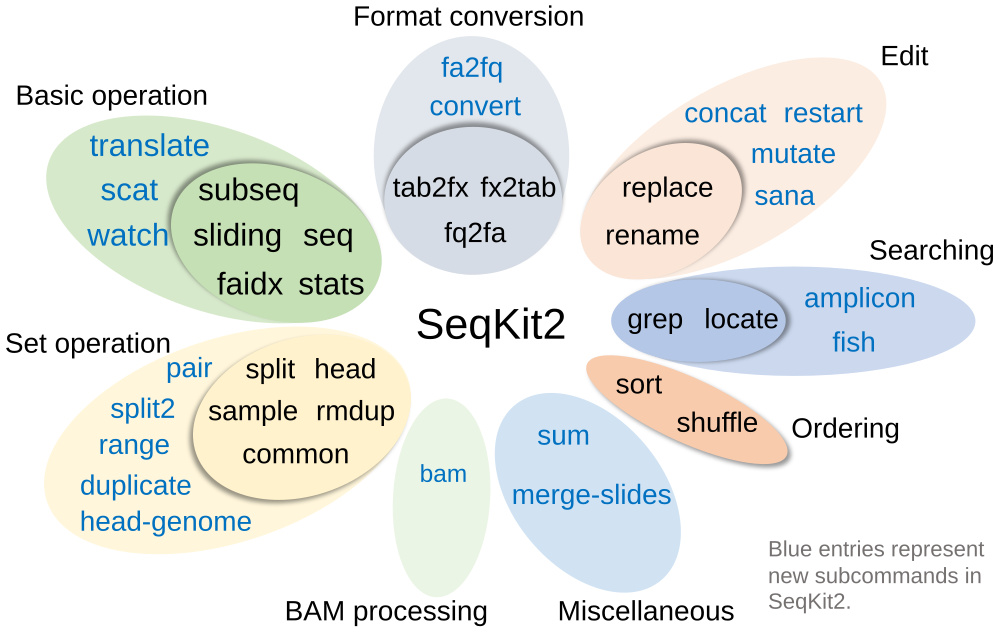 Format conversion
fa2fq
convert
tab2fx fx2tab
fq2fa
Edit
concat restart
mutate
sana
replace
rename
Basic operation
translate
scat
watch
subseq
sliding seq
faidx stats
Searching
amplicon
fish
grep locate
SeqKit2
Set operation
pair
split2
range
duplicate
head-genome
split head
sample rmdup
common
sort
shuffle
Ordering
bam
BAM processing
sum
merge-slides
Miscellaneous
Blue entries represent
new subcommands in
SeqKit2.